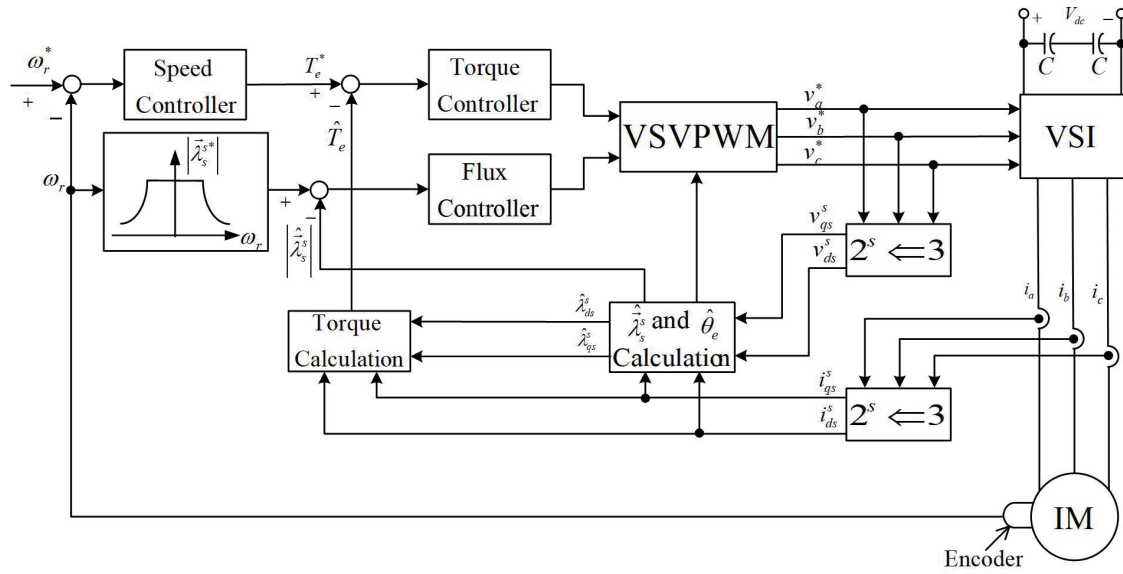 + V_dc −
C C
ω_r^*
+
−
Speed
Controller
T_e^*
+
−
T̂_e
Torque
Controller
VSVPWM
v_a^*
v_b^*
v_c^*
VSI
ω_r
|λ⃗_s^{s*}|
ω_r
+
−
|λ̂⃗_s^s|
Flux
Controller
v_qs^s
v_ds^s
2^s ⇐ 3
i_a
i_b
i_c
Torque
Calculation
λ̂_ds^s
λ̂_qs^s
λ̂⃗_s^s and θ̂_e
Calculation
i_qs^s
i_ds^s
2^s ⇐ 3
IM
Encoder